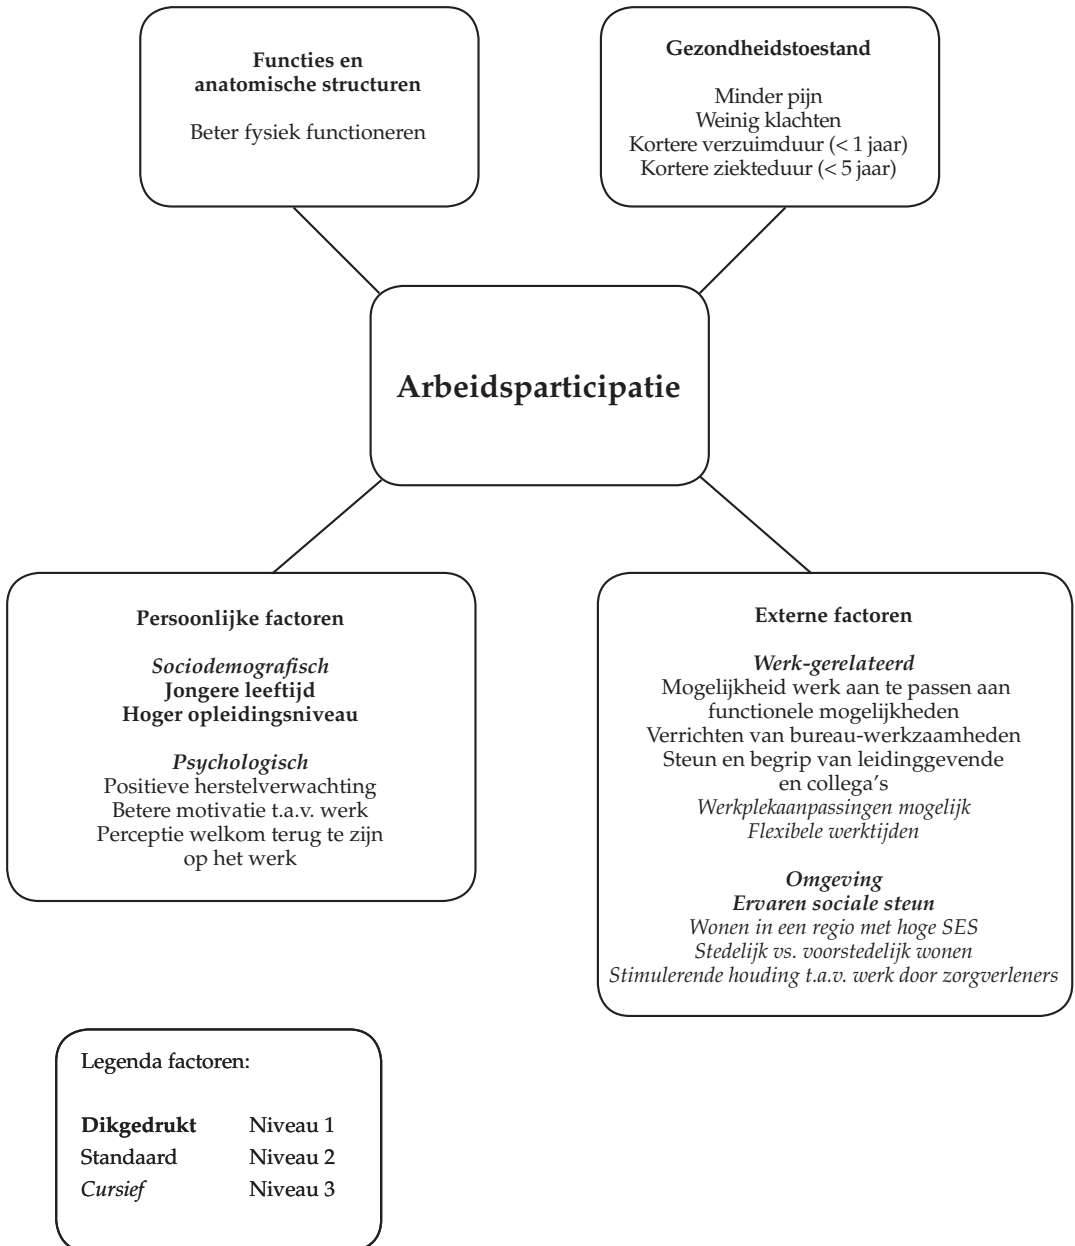 Functies en
anatomische structuren
Beter fysiek functioneren
Gezondheidstoestand
Minder pijn
Weinig klachten
Kortere verzuimduur (< 1 jaar)
Kortere ziekteduur (< 5 jaar)
Arbeidsparticipatie
Persoonlijke factoren
Sociodemografisch
Jongere leeftijd
Hoger opleidingsniveau
Psychologisch
Positieve herstelverwachting
Betere motivatie t.a.v. werk
Perceptie welkom terug te zijn
op het werk
Externe factoren
Werk-gerelateerd
Mogelijkheid werk aan te passen aan
functionele mogelijkheden
Verrichten van bureau-werkzaamheden
Steun en begrip van leidinggevende
en collega's
Werkplekaanpassingen mogelijk
Flexibele werktijden
Omgeving
Ervaren sociale steun
Wonen in een regio met hoge SES
Stedelijk vs. voorstedelijk wonen
Stimulerende houding t.a.v. werk door zorgverleners
Legenda factoren:
Dikgedrukt Niveau 1
Standaard Niveau 2
Cursief Niveau 3